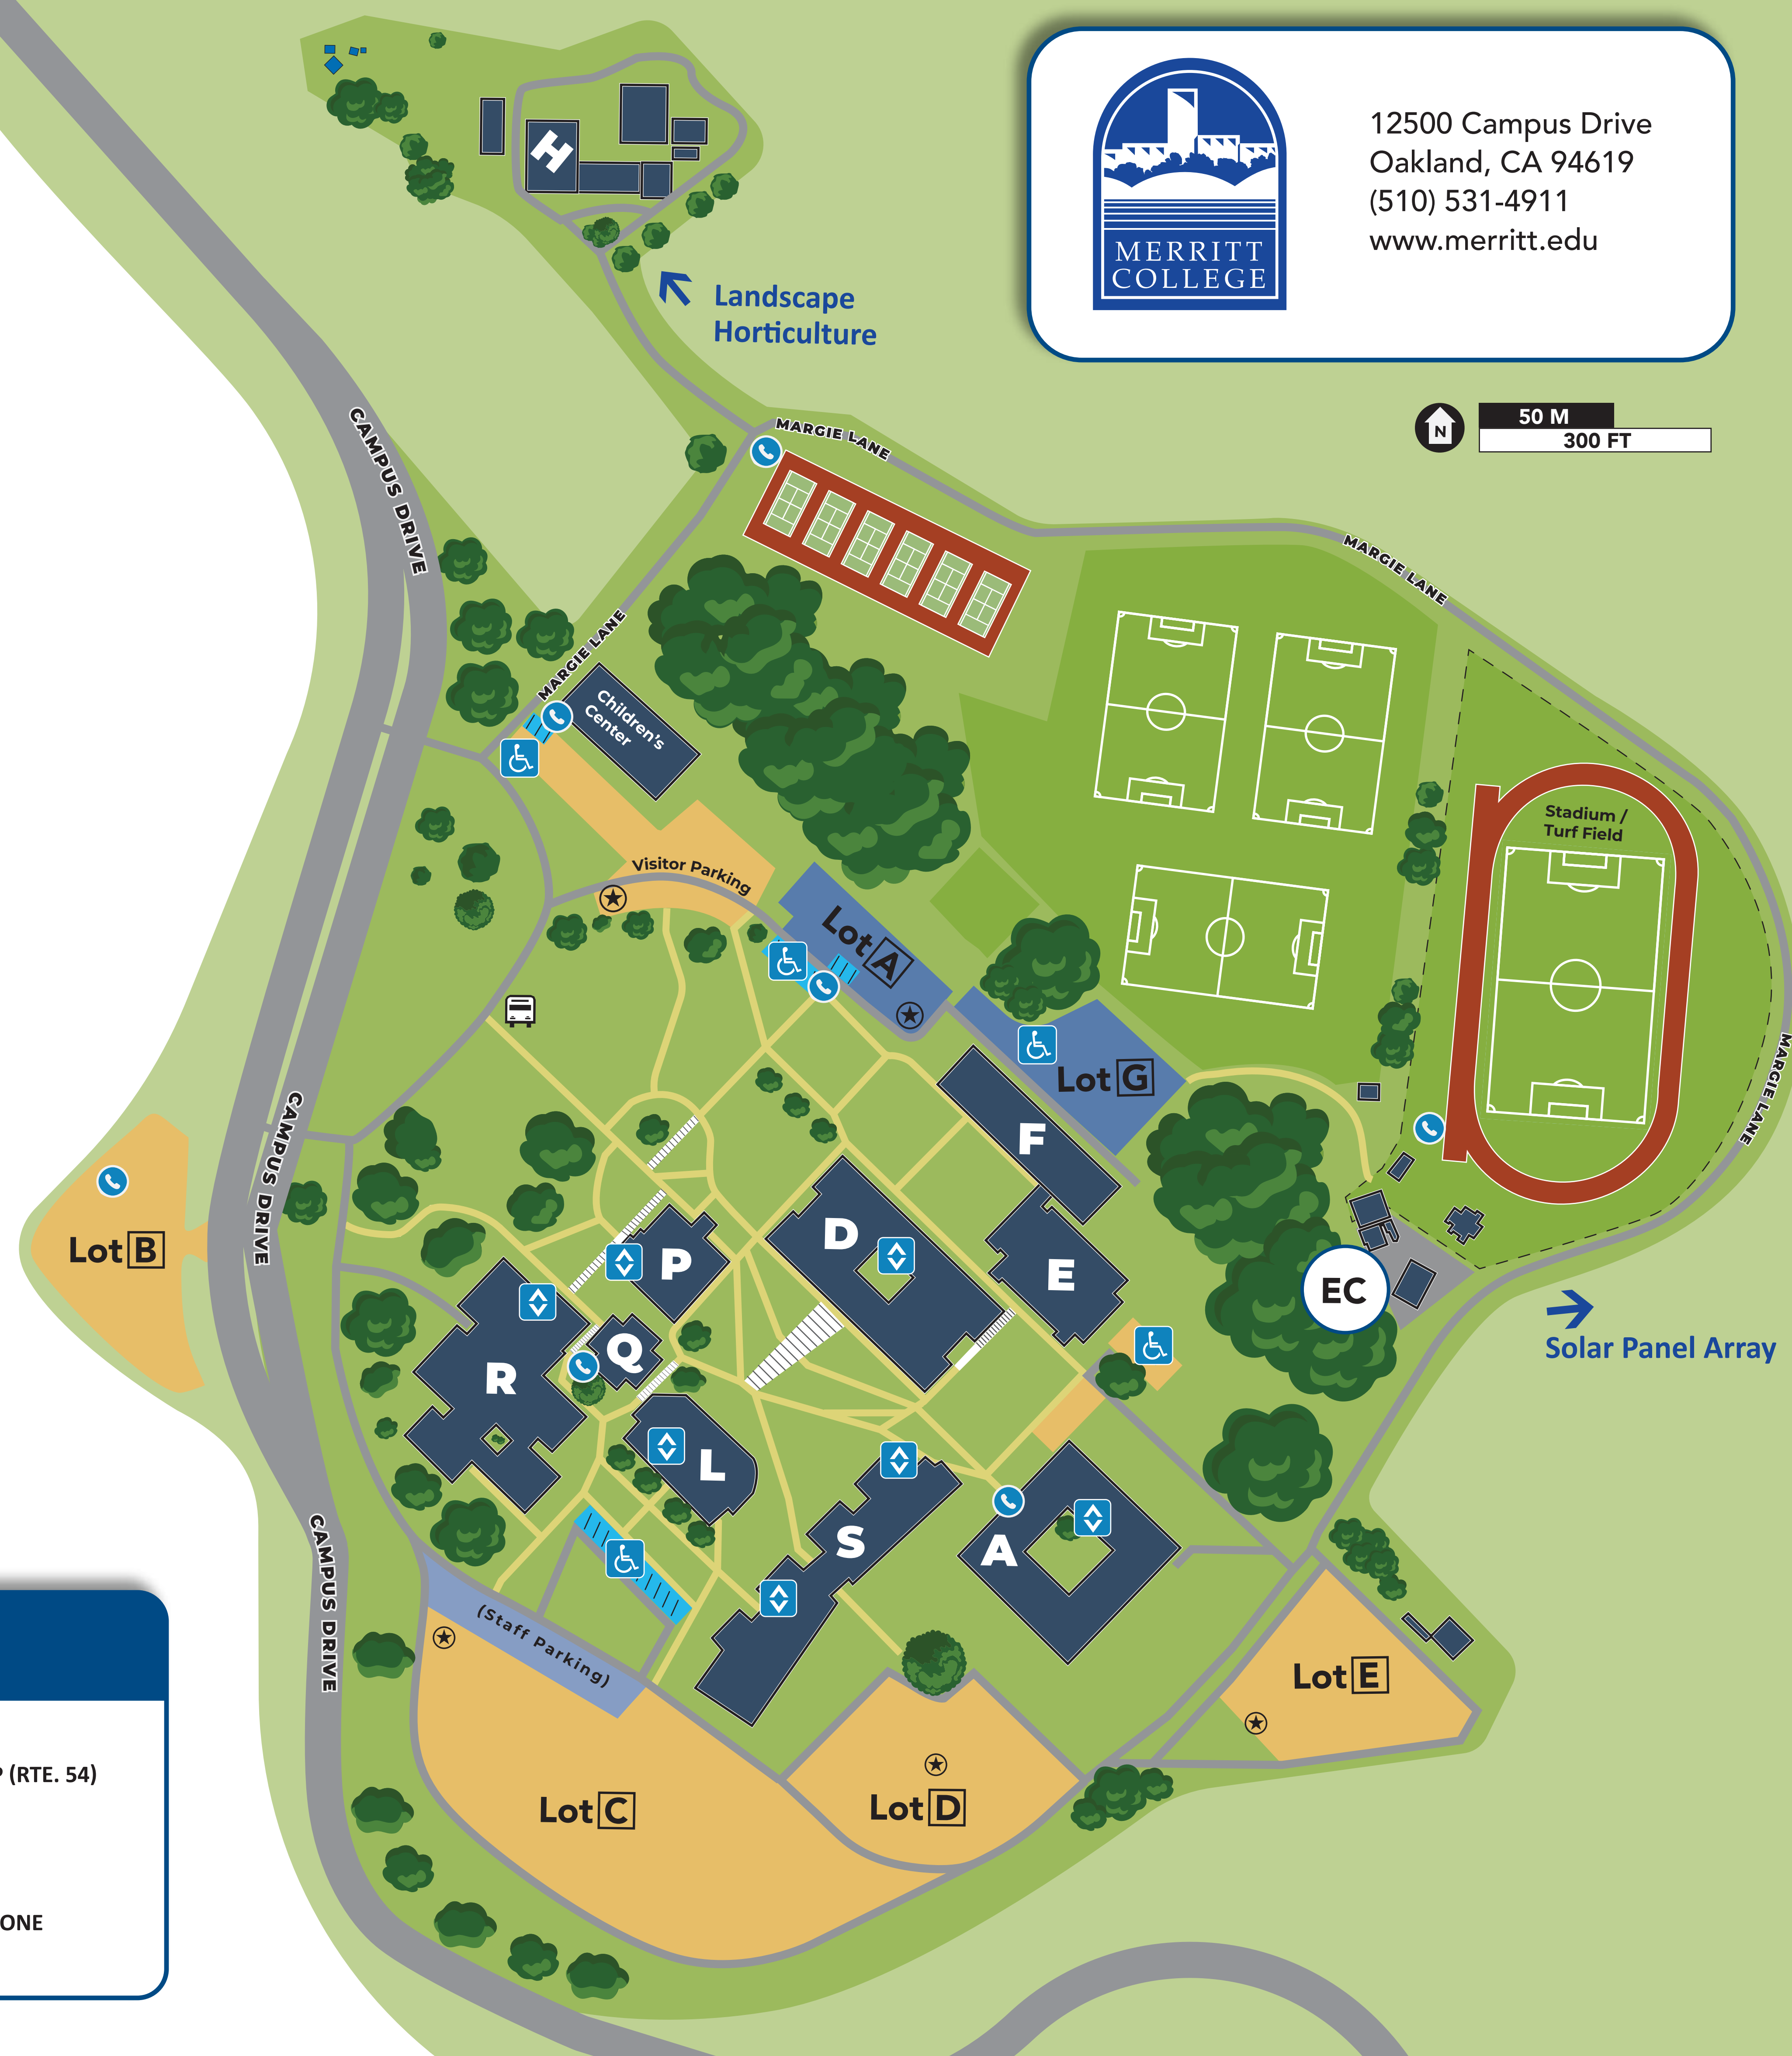 MERRITT
COLLEGE
12500 Campus Drive
Oakland, CA 94619
(510) 531-4911
www.merritt.edu
H
Landscape
Horticulture
N
50 M
300 FT
MARGIE LANE
CAMPUS DRIVE
MARGIE LANE
MARGIE LANE
Children's
Center
Stadium /
Turf Field
Visitor Parking
Lot A
Lot G
MARGIE LANE
CAMPUS DRIVE
F
Lot B
P
D
E
EC
Solar Panel Array
Q
R
L
S
A
CAMPUS DRIVE
(Staff Parking)
Lot E
Lot C
Lot D
(RTE. 54)
ONE